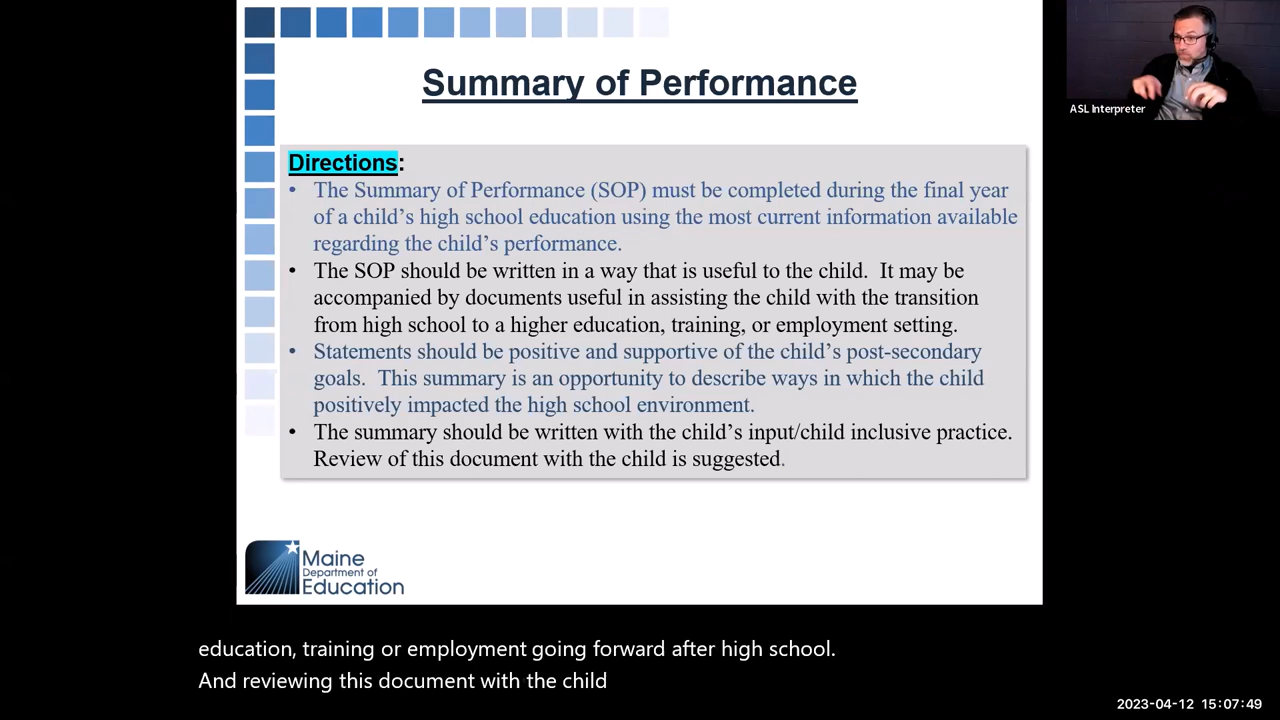 Summary of Performance
ASL Interpreter
Directions:
• The Summary of Performance (SOP) must be completed during the final year
of a child’s high school education using the most current information available
regarding the child’s performance.
• The SOP should be written in a way that is useful to the child.  It may be
accompanied by documents useful in assisting the child with the transition
from high school to a higher education, training, or employment setting.
• Statements should be positive and supportive of the child’s post-secondary
goals.  This summary is an opportunity to describe ways in which the child
positively impacted the high school environment.
• The summary should be written with the child’s input/child inclusive practice.
Review of this document with the child is suggested.
Maine
Department of
Education
education, training or employment going forward after high school.
And reviewing this document with the child
2023-04-12 15:07:49